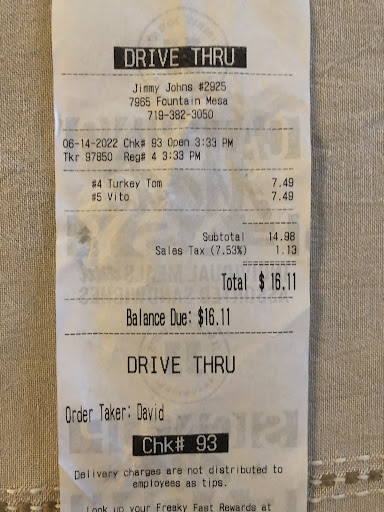 DRIVE THRU
Jimmy Johns #2925
7965 Fountain Mesa
719-382-3050
06-14-2022 Chk# 93 Open 3:33 PM
Tkr 97850 Reg# 4 3:33 PM
#4 Turkey Tom 7.49
#5 Vito 7.49
Subtotal 14.98
Sales Tax (7.53%) 1.13
Total $ 16.11
Balance Due: $16.11
DRIVE THRU
Order Taker: David
Chk# 93
Delivery charges are not distributed to
employees as tips.
Look up your Freaky Fast Rewards at